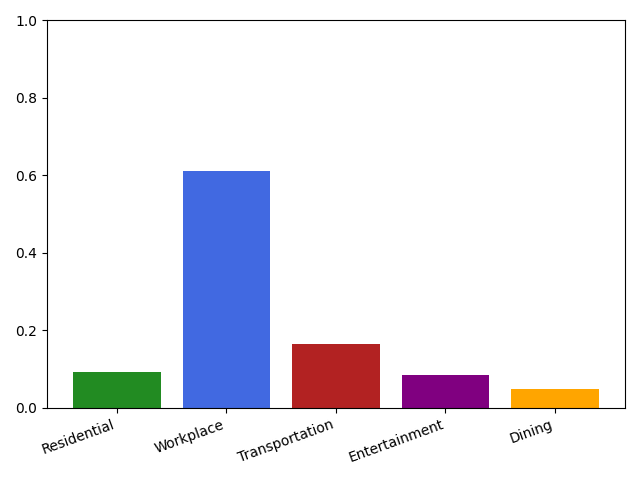 1.0
0.8
0.6
0.4
0.2
0.0
Residential
Workplace
Transportation
Entertainment
Dining